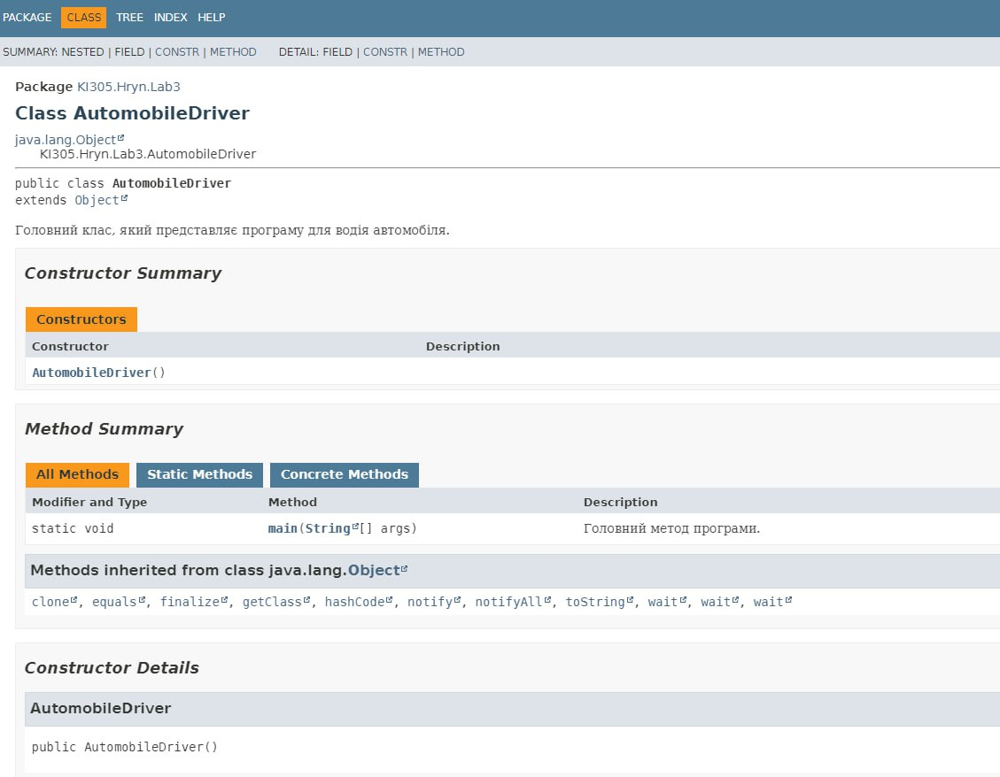 PACKAGE CLASS TREE INDEX HELP
SUMMARY: NESTED | FIELD | CONSTR | METHOD DETAIL: FIELD | CONSTR | METHOD
Package KI305.Hryn.Lab3
Class AutomobileDriver
java.lang.Object
KI305.Hryn.Lab3.AutomobileDriver
public class AutomobileDriver
extends Object
Головний клас, який представляє програму для водія автомобіля.
Constructor Summary
Constructors
Constructor Description
AutomobileDriver()
Method Summary
All Methods Static Methods Concrete Methods
Modifier and Type Method Description
static void main(String[] args) Головний метод програми.
Methods inherited from class java.lang.Object
clone, equals, finalize, getClass, hashCode, notify, notifyAll, toString, wait, wait, wait
Constructor Details
AutomobileDriver
public AutomobileDriver()